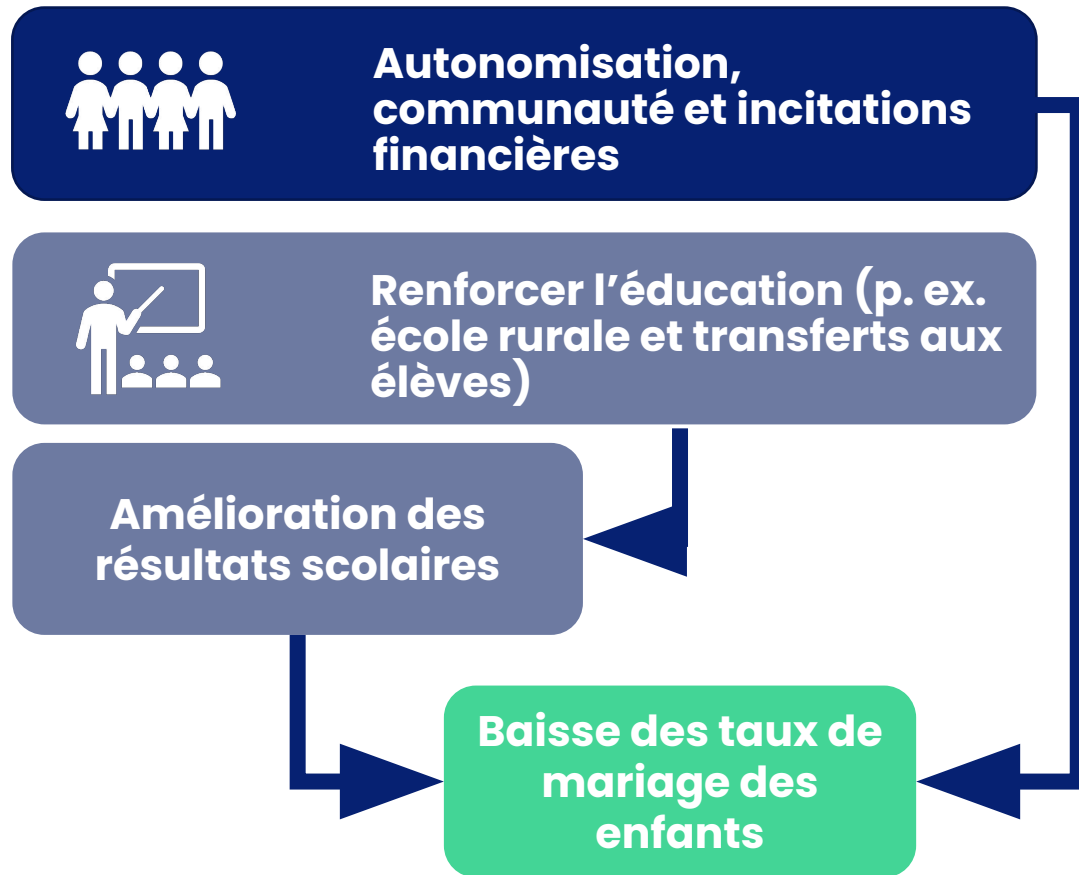 Autonomisation,
communauté et incitations
financières
Renforcer l’éducation (p. ex.
école rurale et transferts aux
élèves)
Amélioration des
résultats scolaires
Baisse des taux de
mariage des
enfants